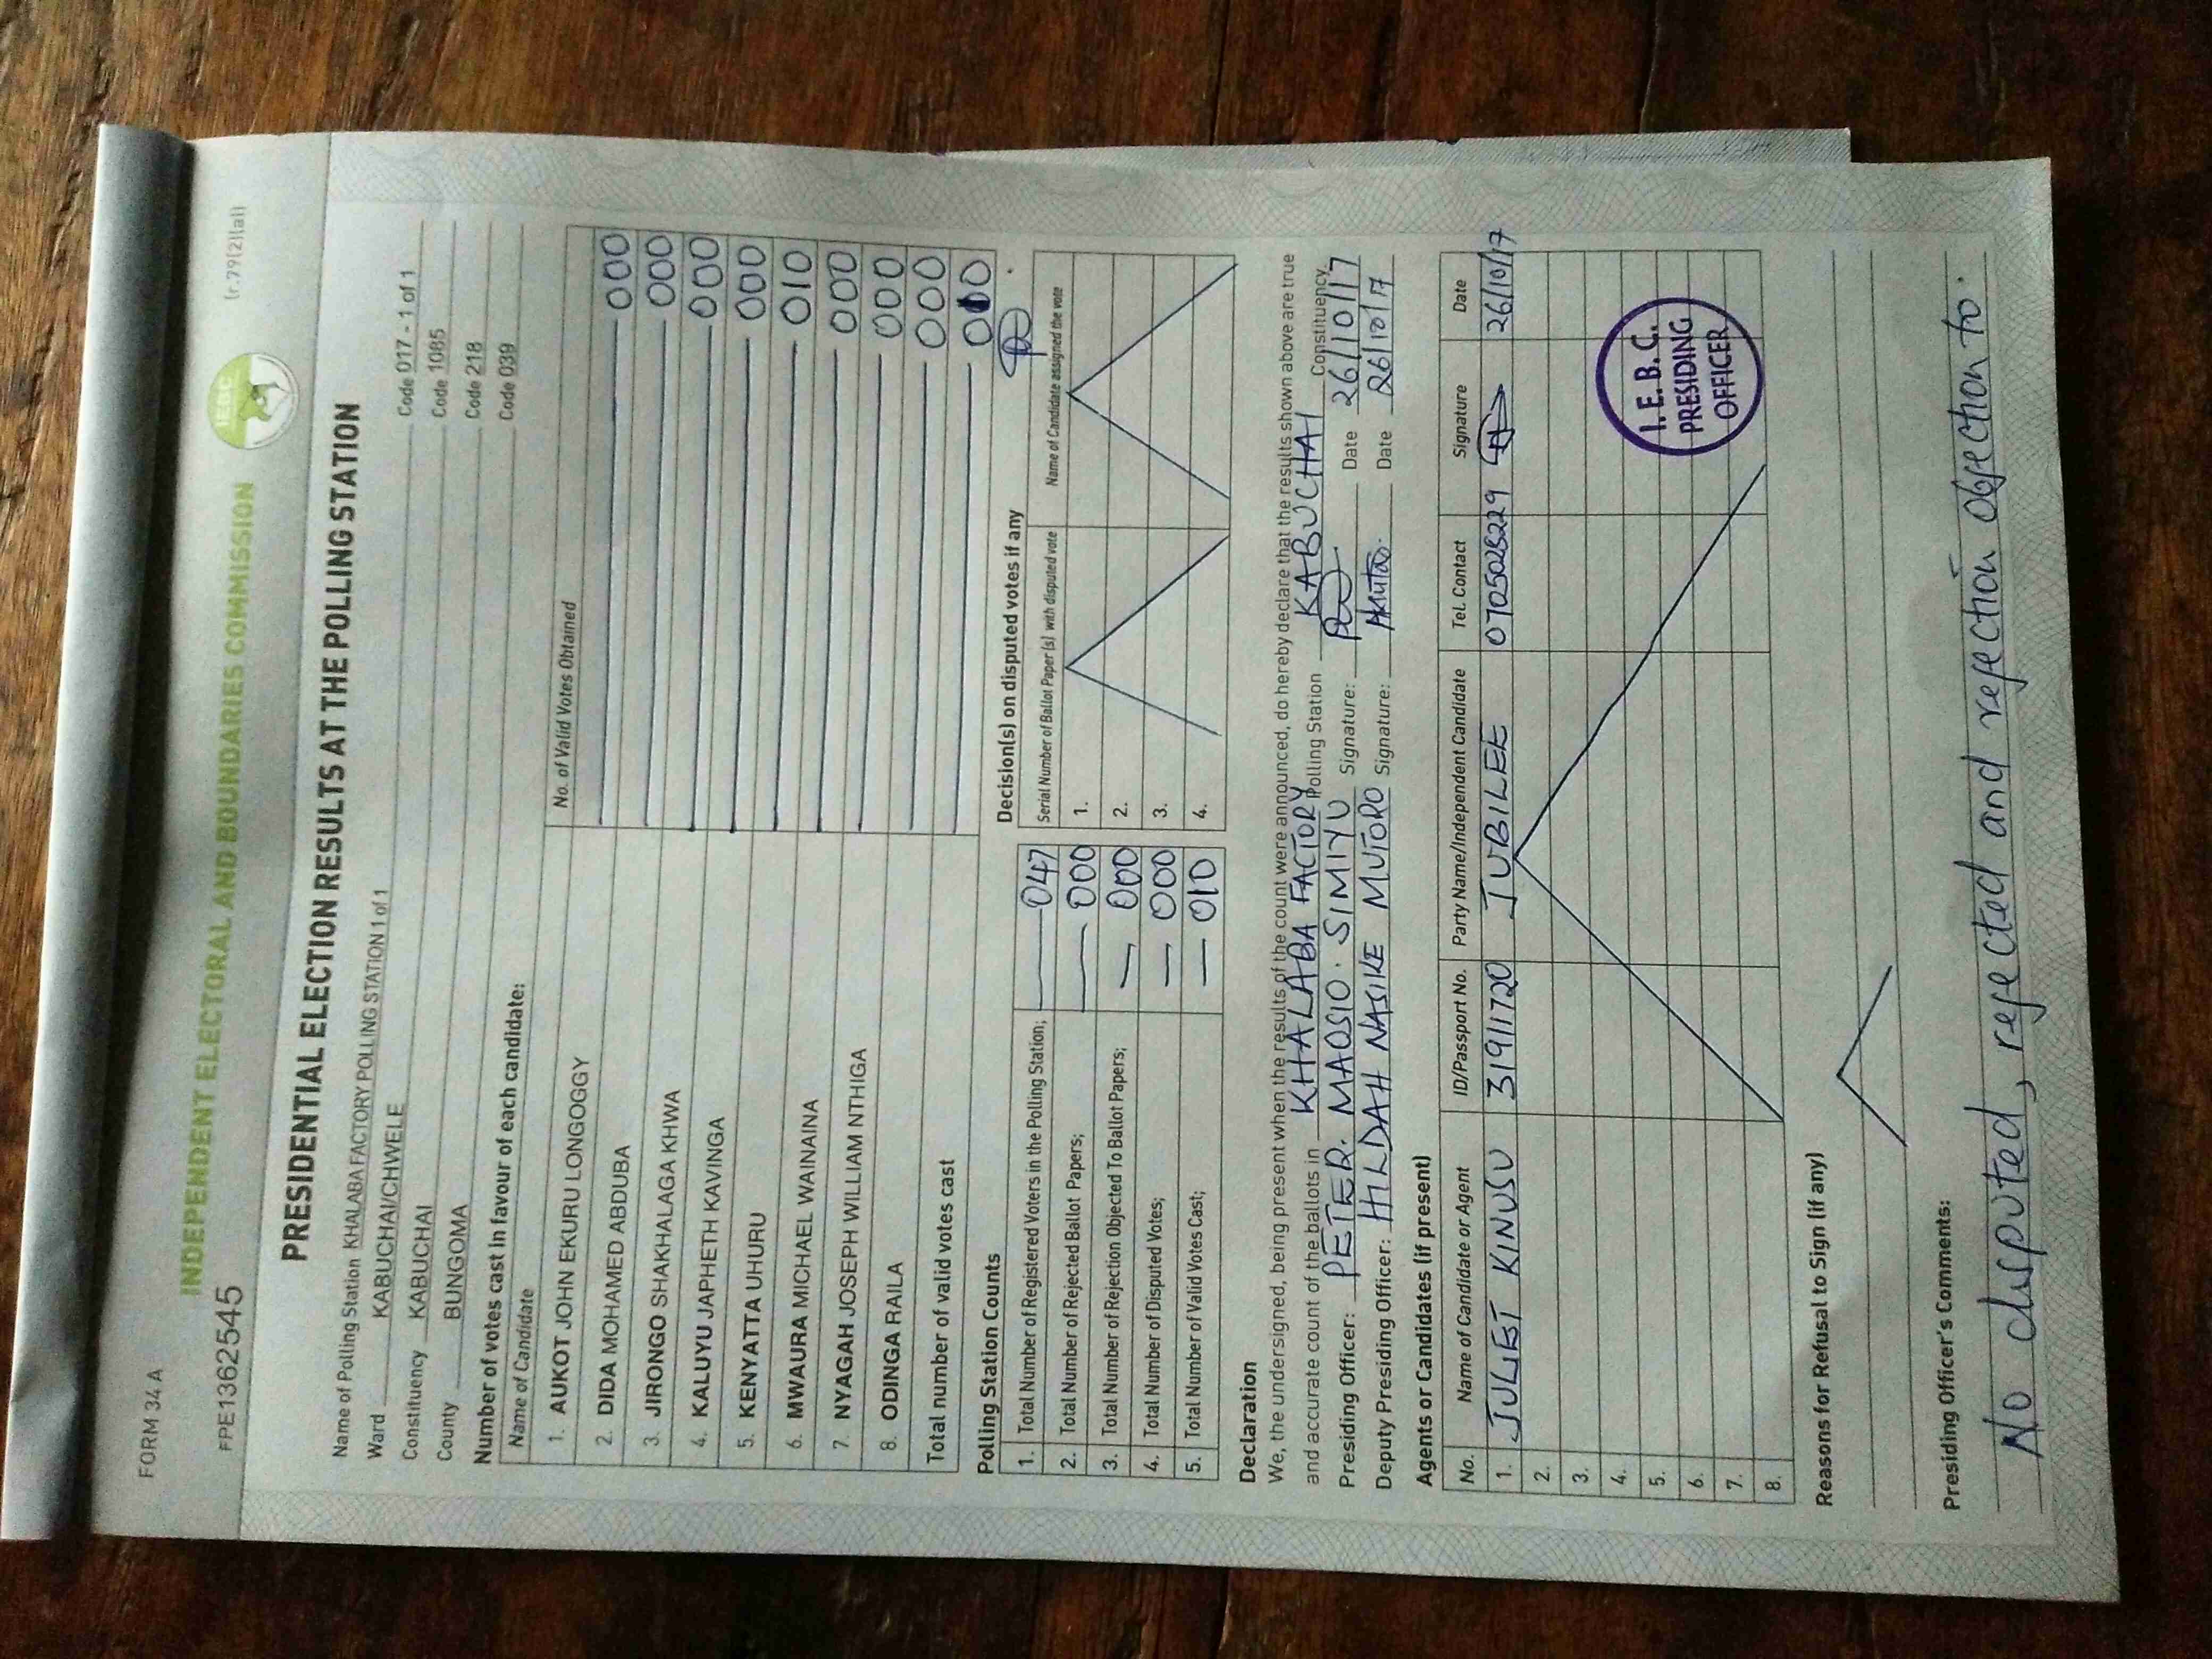 FORM 34 A
(r.79(2)(a))
INDEPENDENT ELECTORAL AND BOUNDARIES COMMISSION
IEBC
FPE1362545
PRESIDENTIAL ELECTION RESULTS AT THE POLLING STATION
Name of Polling Station KHALABA FACTORY POLLING STATION 1 of 1 Code 017 - 1 of 1
Ward KABUCHAI/CHWELE Code 1085
Constituency KABUCHAI Code 218
County BUNGOMA Code 039
Number of votes cast in favour of each candidate:
Name of Candidate No. of Valid Votes Obtained
1. AUKOT JOHN EKURU LONGOGGY 000
2. DIDA MOHAMED ABDUBA 000
3. JIRONGO SHAKHALAGA KHWA 000
4. KALUYU JAPHETH KAVINGA 000
5. KENYATTA UHURU 010
6. MWAURA MICHAEL WAINAINA 000
7. NYAGAH JOSEPH WILLIAM NTHIGA 000
8. ODINGA RAILA 000
Total number of valid votes cast 010
Polling Station Counts
1. Total Number of Registered Voters in the Polling Station; 047
2. Total Number of Rejected Ballot Papers; 000
3. Total Number of Rejection Objected To Ballot Papers; 000
4. Total Number of Disputed Votes; 000
5. Total Number of Valid Votes Cast; 010
Decision(s) on disputed votes if any
Serial Number of Ballot Paper (s) with disputed vote Name of Candidate assigned the vote
1.
2.
3.
4.
Declaration
We, the undersigned, being present when the results of the count were announced, do hereby declare that the results shown above are true
and accurate count of the ballots in KHALABA FACTORY Polling Station KABUCHAI Constituency.
Presiding Officer: PETER. MAOSIO. SIMIYU Signature: Date 26/10/17
Deputy Presiding Officer: HILDAH NASIKE MUTORO Signature: Date 26/10/17
Agents or Candidates (if present)
No. Name of Candidate or Agent ID/Passport No. Party Name/Independent Candidate Tel. Contact Signature Date
1. JULIET KINUSU 31911720 JUBILEE 26/10/17
2.
3.
4.
5.
6.
7.
8.
I. E. B. C.
PRESIDING
OFFICER
Reasons for Refusal to Sign (if any)
Presiding Officer's Comments:
No disputed, rejected and rejection objection to.